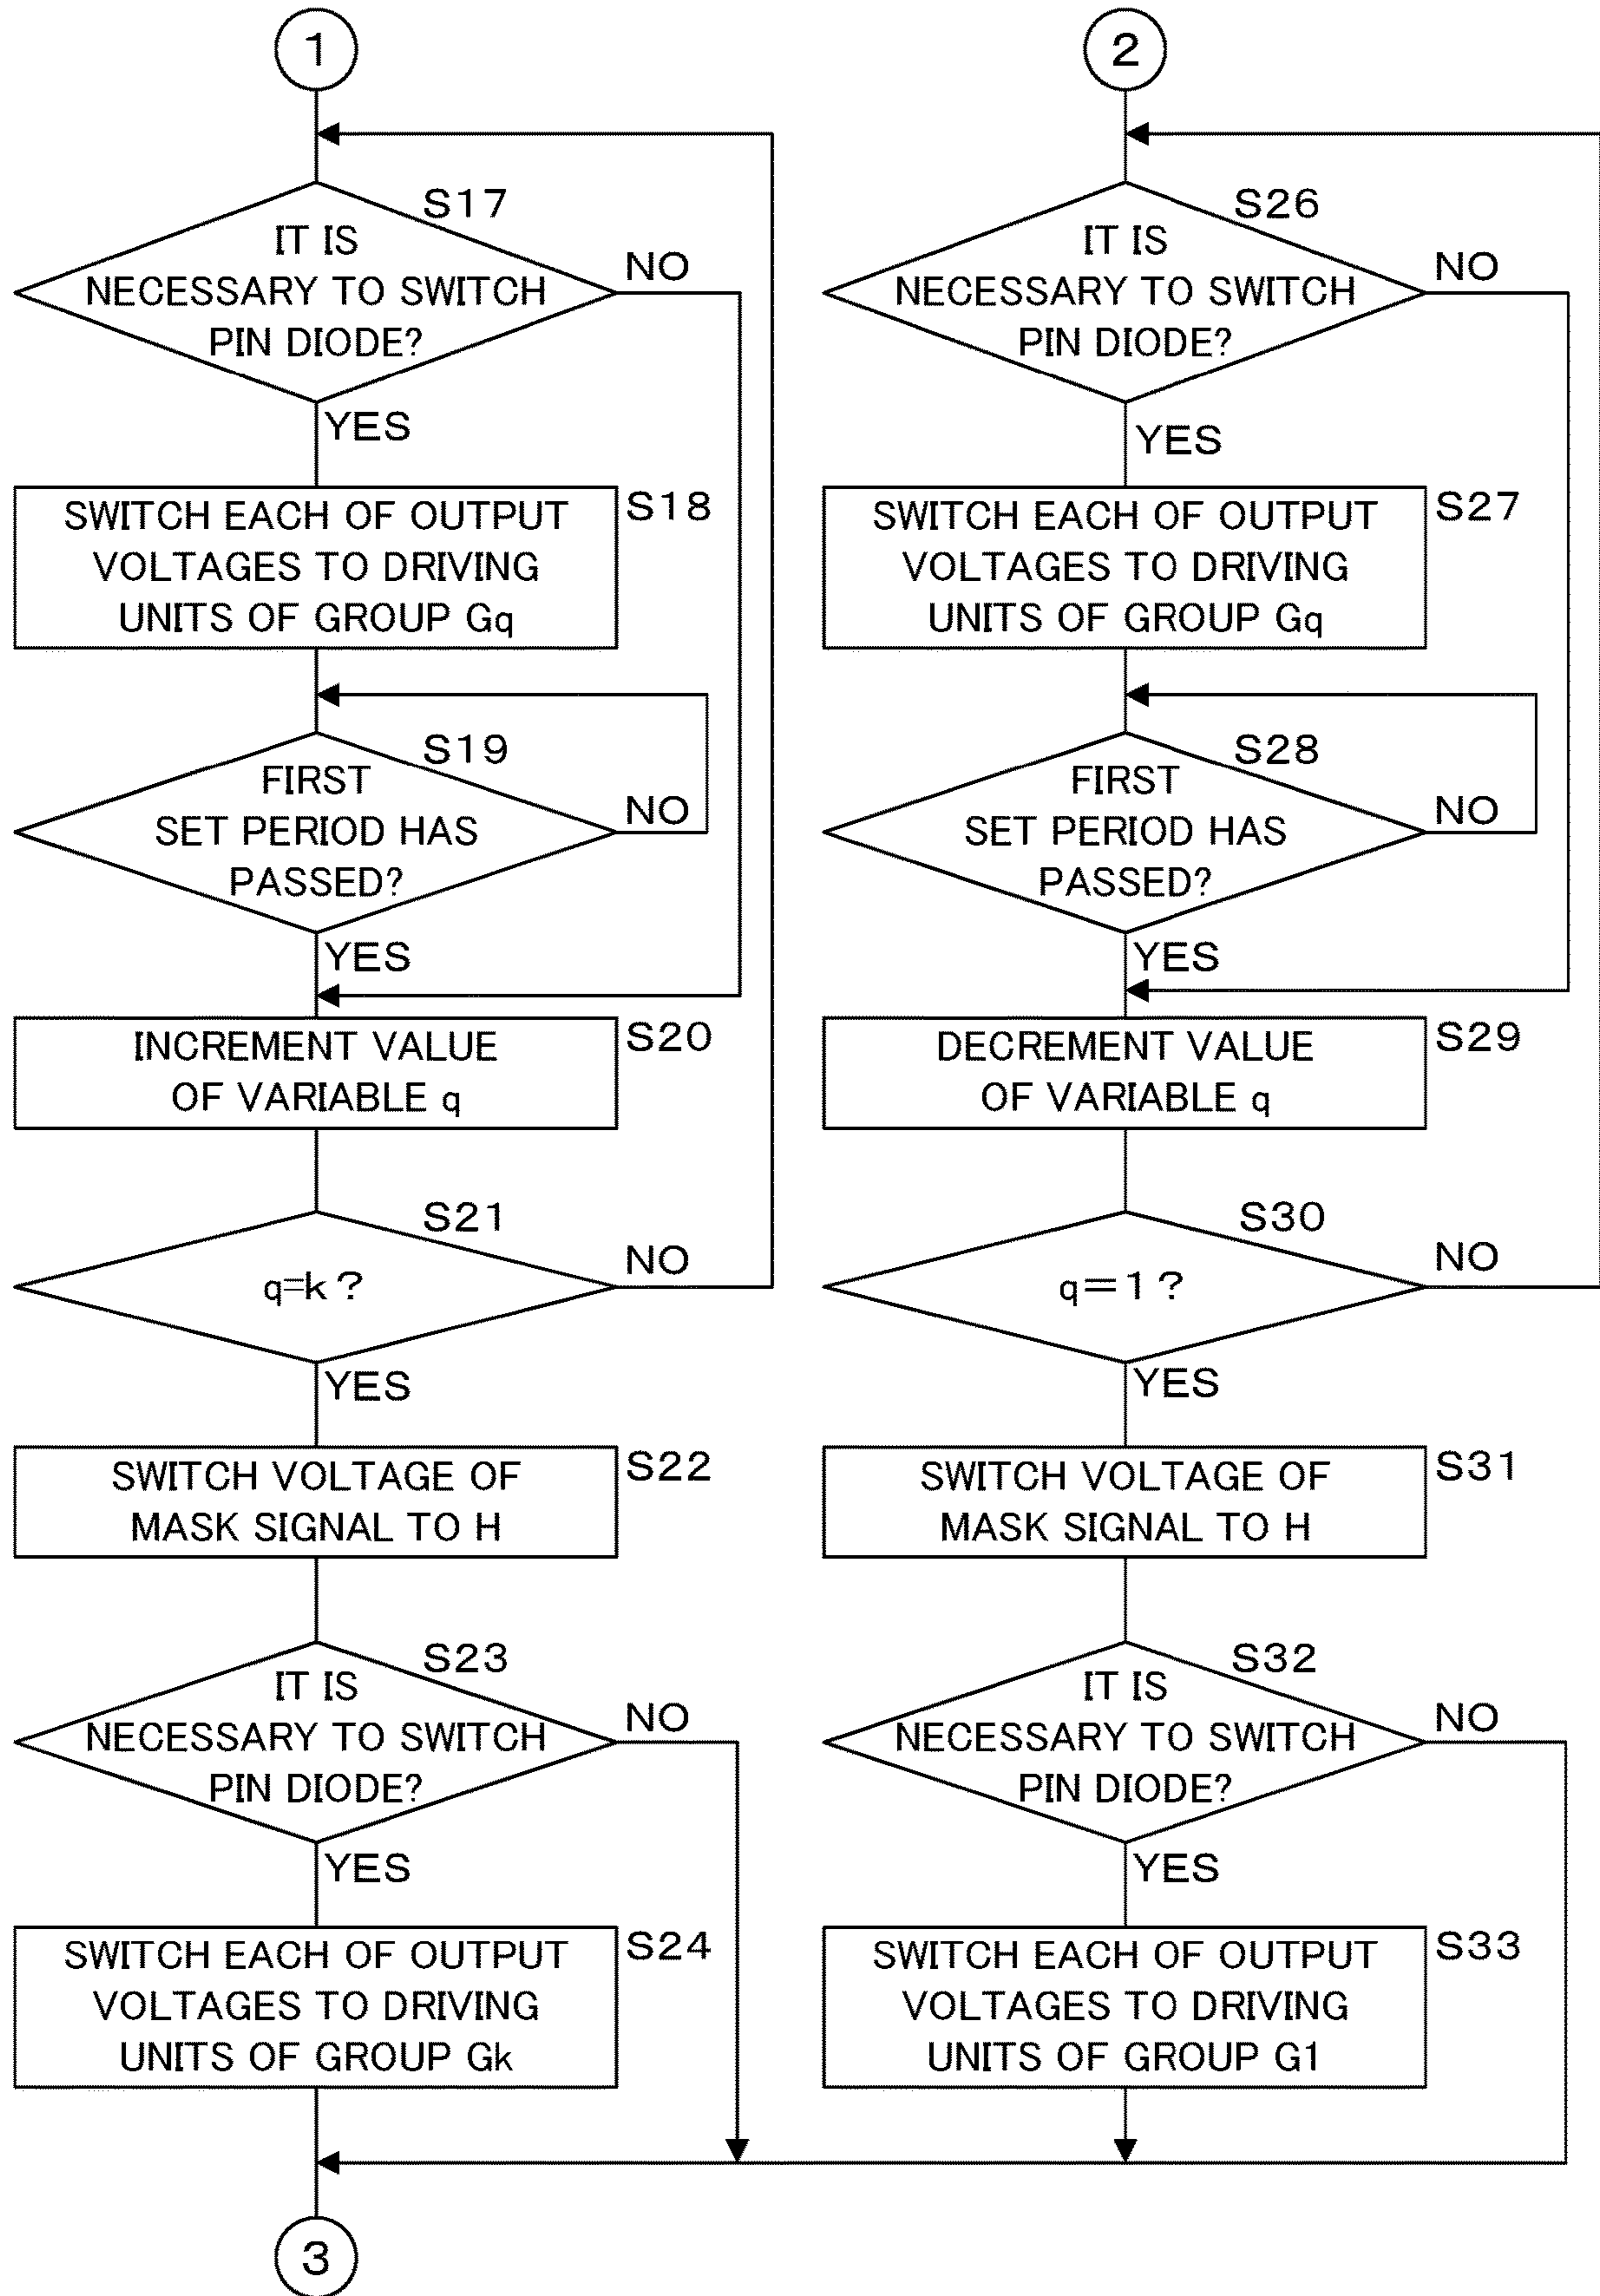 1
S17
IT IS
NECESSARY TO SWITCH
PIN DIODE?
NO
YES
SWITCH EACH OF OUTPUT
VOLTAGES TO DRIVING
UNITS OF GROUP Gq
S18
S19
FIRST
SET PERIOD HAS
PASSED?
NO
YES
INCREMENT VALUE
OF VARIABLE q
S20
S21
q=k?
NO
YES
SWITCH VOLTAGE OF
MASK SIGNAL TO H
S22
S23
IT IS
NECESSARY TO SWITCH
PIN DIODE?
NO
YES
SWITCH EACH OF OUTPUT
VOLTAGES TO DRIVING
UNITS OF GROUP Gk
S24
3
2
S26
IT IS
NECESSARY TO SWITCH
PIN DIODE?
NO
YES
SWITCH EACH OF OUTPUT
VOLTAGES TO DRIVING
UNITS OF GROUP Gq
S27
S28
FIRST
SET PERIOD HAS
PASSED?
NO
YES
DECREMENT VALUE
OF VARIABLE q
S29
S30
q=1?
NO
YES
SWITCH VOLTAGE OF
MASK SIGNAL TO H
S31
S32
IT IS
NECESSARY TO SWITCH
PIN DIODE?
NO
YES
SWITCH EACH OF OUTPUT
VOLTAGES TO DRIVING
UNITS OF GROUP G1
S33